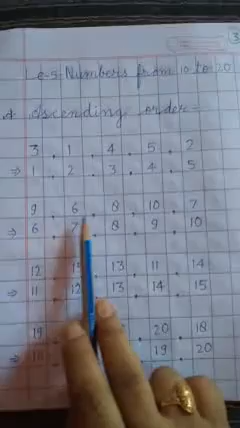 Le-5 Numbers from 10 to 20
Ascending order-
3, 1, 4, 5, 2
⇒ 1, 2, 3, 4, 5
9, 6, 8, 10, 7
⇒ 6, 7, 8, 9, 10
12, 13, 11, 14
⇒ 11, 12, 13, 14, 15
19, 20, 18
⇒ 19, 20